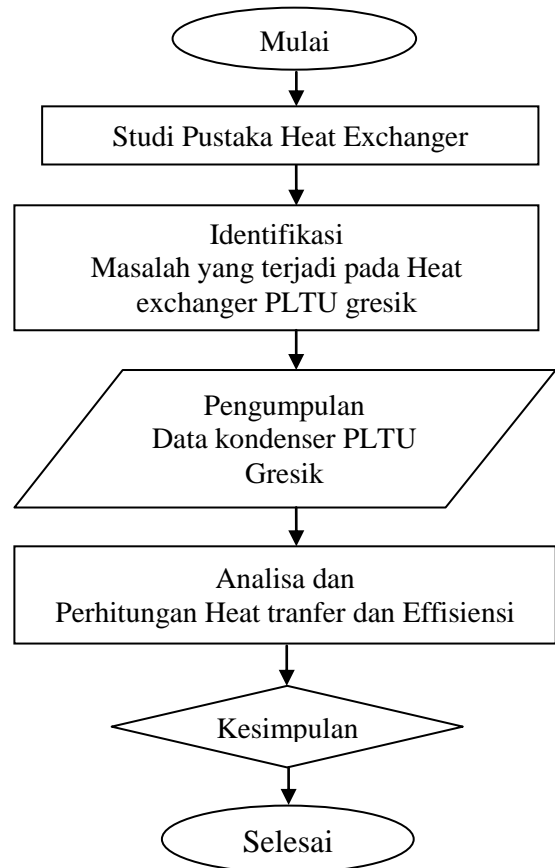 Mulai
Studi Pustaka Heat Exchanger
Identifikasi
Masalah yang terjadi pada Heat
exchanger PLTU gresik
Pengumpulan
Data kondenser PLTU
Gresik
Analisa dan
Perhitungan Heat tranfer dan Effisiensi
Kesimpulan
Selesai